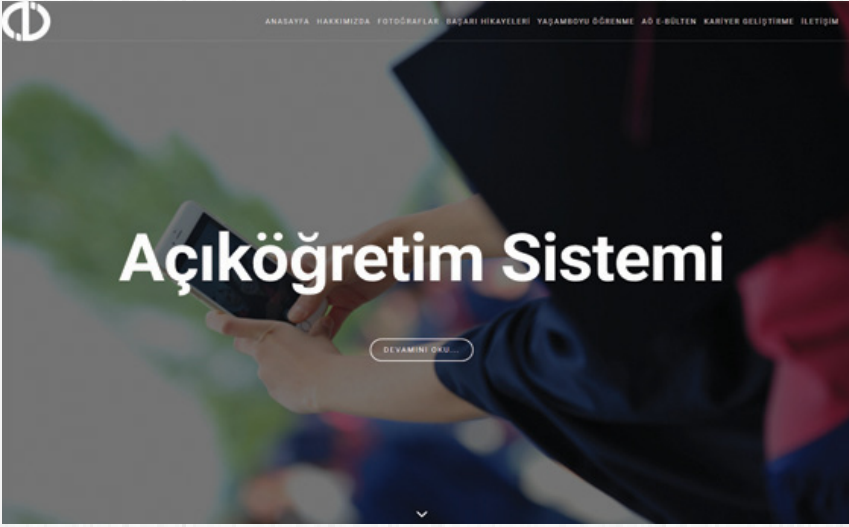 ANASAYFA HAKKIMIZDA FOTOĞRAFLAR BAŞARI HİKAYELERİ YAŞAMBOYU ÖĞRENME AÖ E-BÜLTEN KARİYER GELİŞTİRME İLETİŞİM
Açıköğretim Sistemi
DEVAMINI OKU...